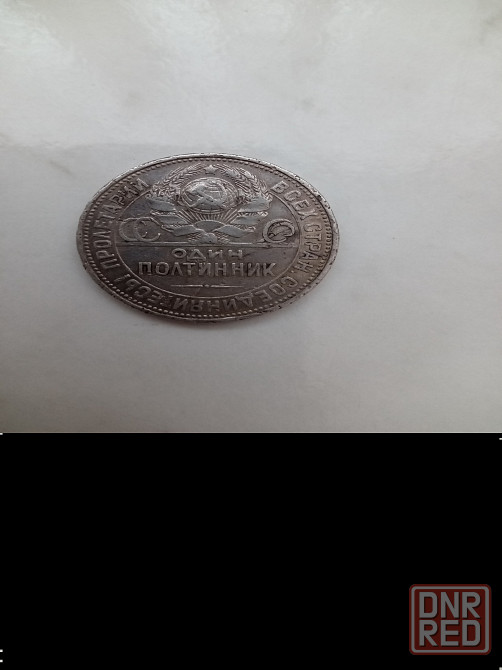 ПРОЛЕТАРИИ ВСЕХ СТРАН, СОЕДИНЯЙТЕСЬ!
С.С. С.Р.
ОДИН
ПОЛТИННИК
DNR
RED